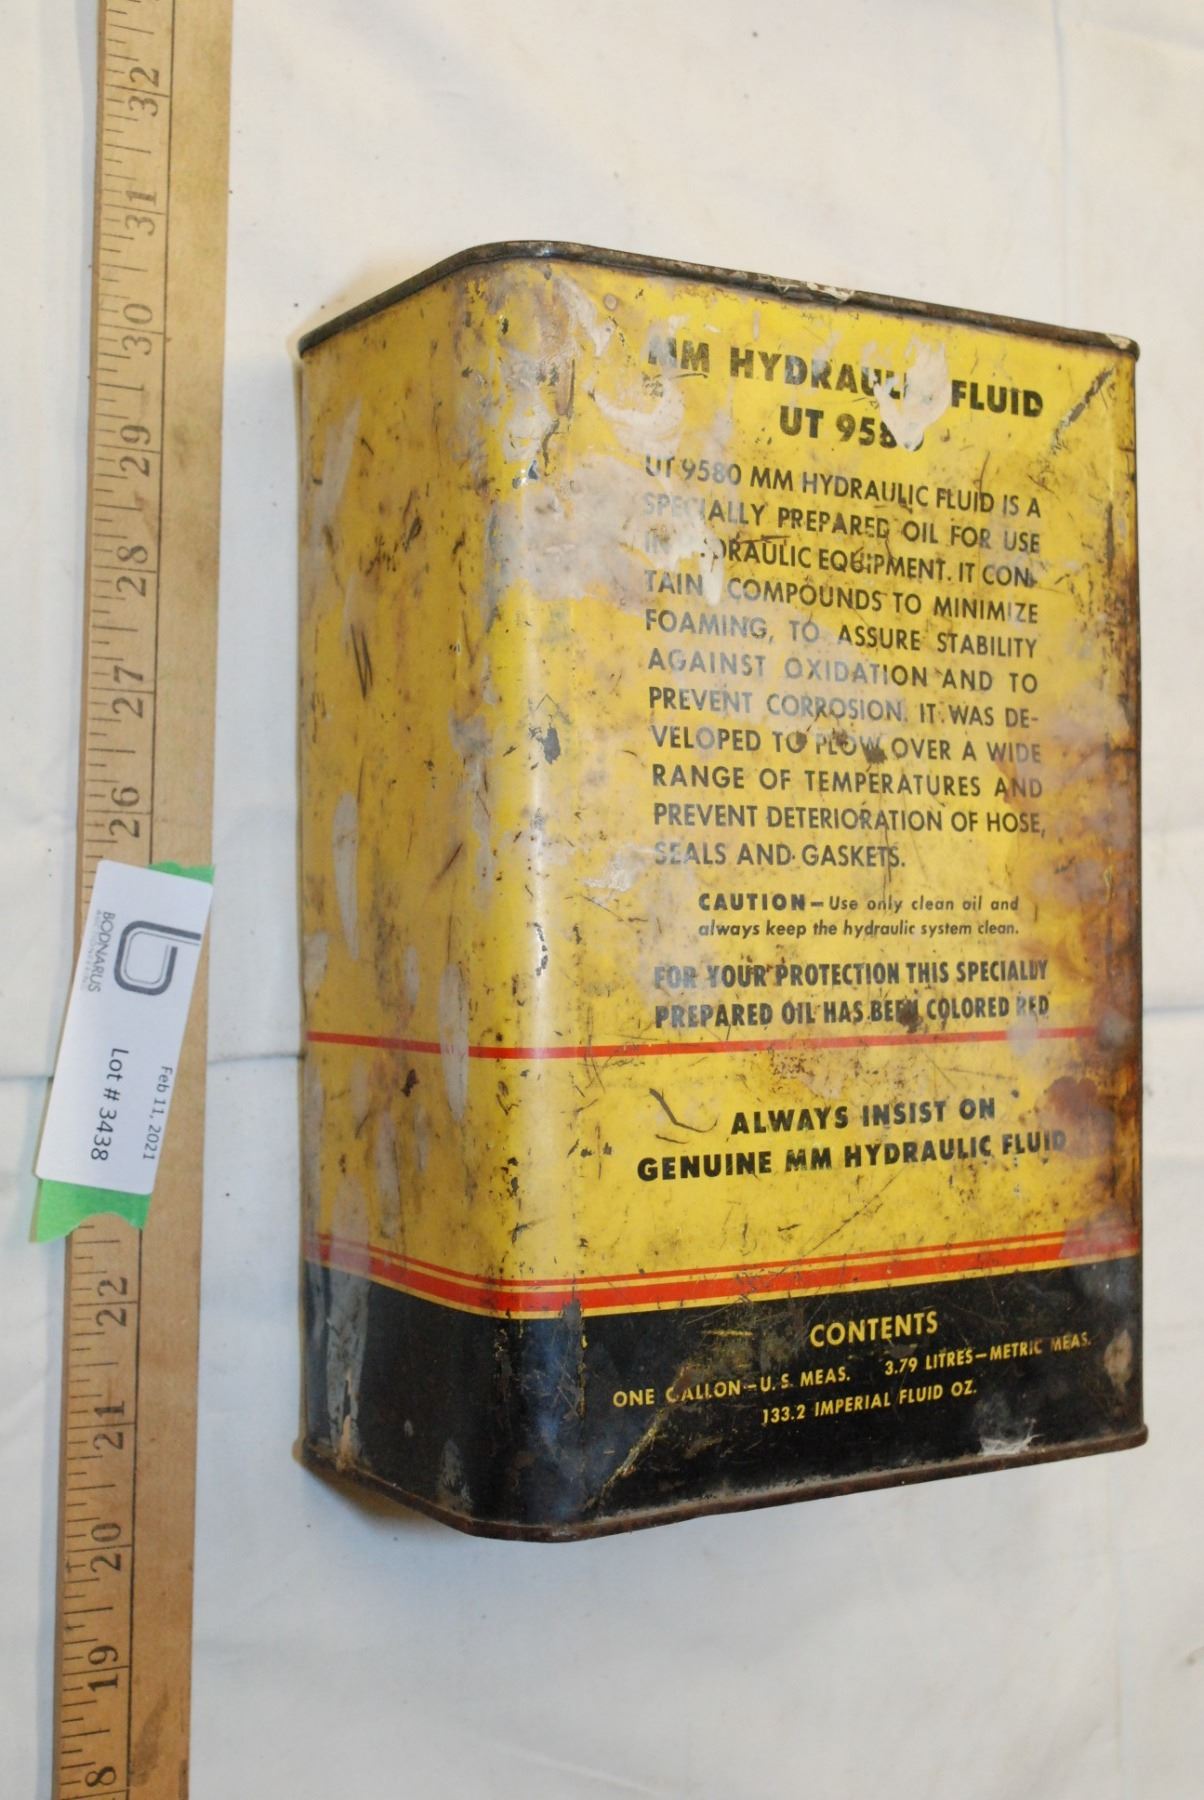 MM HYDRAULIC FLUID
UT 9580
UT 9580 MM HYDRAULIC FLUID IS A
SPECIALLY PREPARED OIL FOR USE
IN HYDRAULIC EQUIPMENT. IT CON-
TAIN COMPOUNDS TO MINIMIZE
FOAMING, TO ASSURE STABILITY
AGAINST OXIDATION AND TO
PREVENT CORROSION. IT WAS DE-
VELOPED TO FLOW OVER A WIDE
RANGE OF TEMPERATURES AND
PREVENT DETERIORATION OF HOSE,
SEALS AND GASKETS.
CAUTION — Use only clean oil and
always keep the hydraulic system clean.
FOR YOUR PROTECTION THIS SPECIALLY
PREPARED OIL HAS BEEN COLORED RED
ALWAYS INSIST ON
GENUINE MM HYDRAULIC FLUID
CONTENTS
ONE GALLON—U.S. MEAS. 3.79 LITRES—METRIC MEAS.
133.2 IMPERIAL FLUID OZ.
BODNARUS
Feb 11, 2021
Lot # 3438
32
31
30
29
28
27
26
22
21
20
19
8